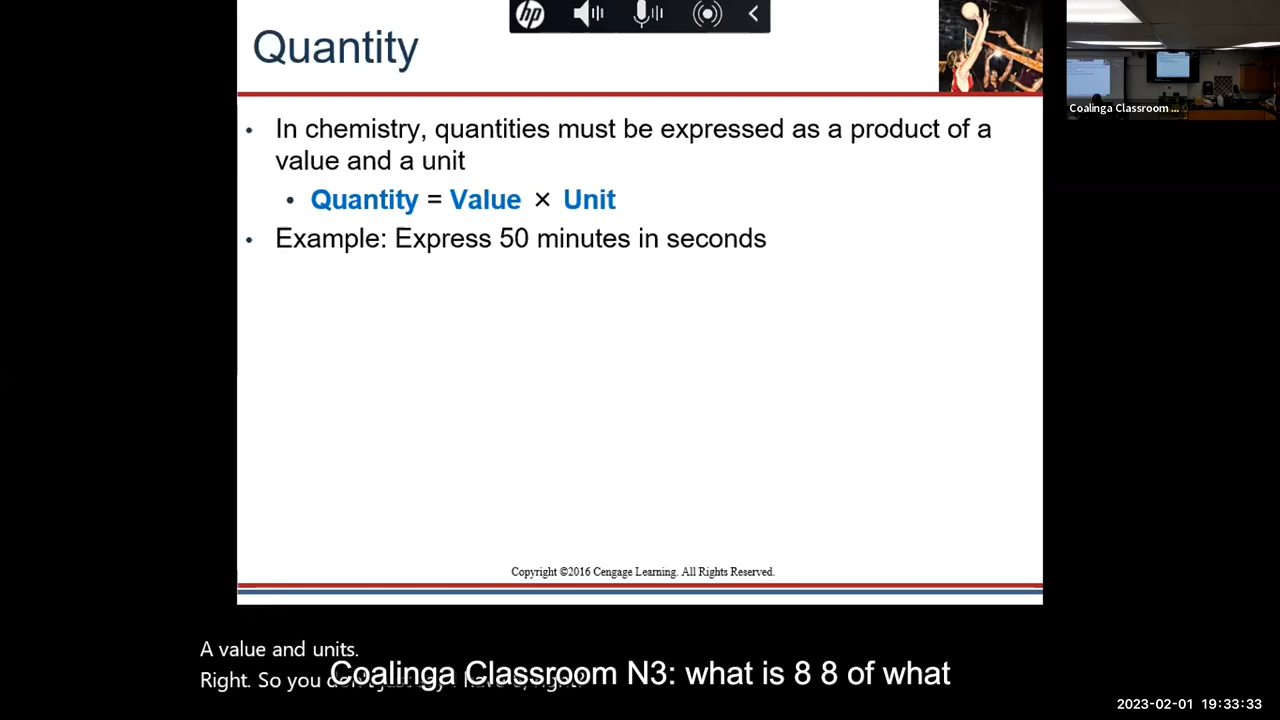 hp
Quantity
Coalinga Classroom ...
• In chemistry, quantities must be expressed as a product of a
value and a unit
• Quantity = Value × Unit
• Example: Express 50 minutes in seconds
Copyright ©2016 Cengage Learning. All Rights Reserved.
A value and units.
Right. So you
Coalinga Classroom N3: what is 8 8 of what
2023-02-01 19:33:33